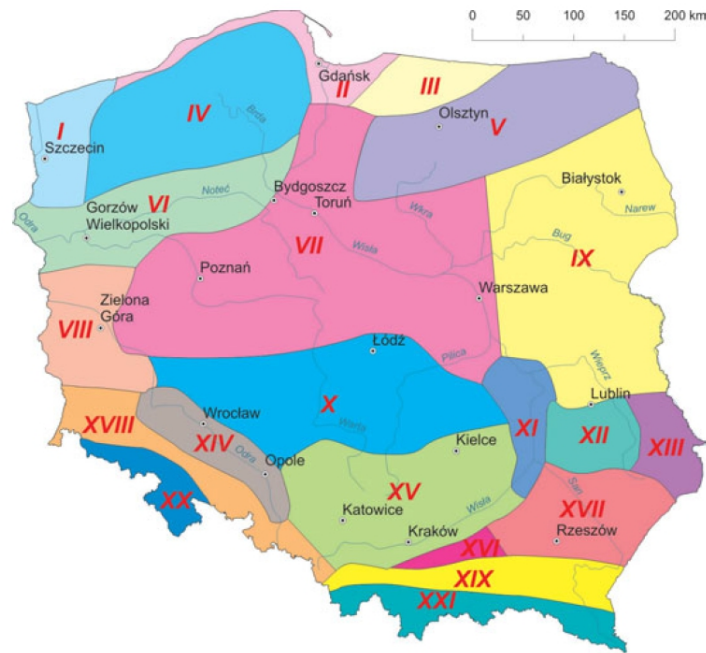 0 50 100 150 200 km
Gdańsk
II
III
IV
Brda
Olsztyn
V
I
Szczecin
Białystok
Bydgoszcz
Toruń
Noteć
VI
Wkra
Narew
Odra
Gorzów
Wielkopolski
VII
Wisła
Bug
IX
Poznań
Warszawa
Zielona
Góra
VIII
Łódź
Pilica
Wieprz
Lublin
X
Warta
XVIII
Wrocław
XIV
Odra
Opole
Kielce
XI
XII
XIII
XX
XV
Katowice
Wisła
Kraków
San
XVII
Rzeszów
XVI
XIX
XXI